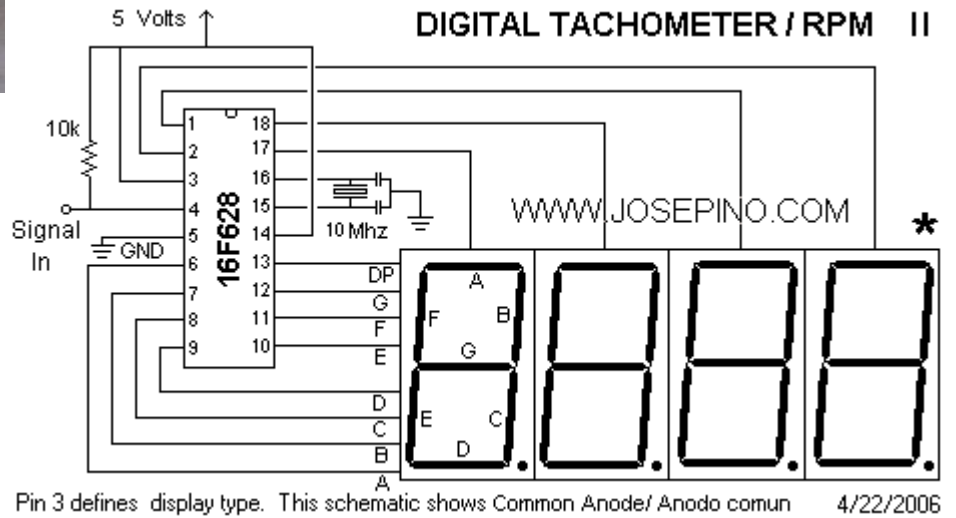 5 Volts
DIGITAL TACHOMETER / RPM II
10k
1 18
2 17
3 16
4 15
5 14
6 13
7 12
8 11
9 10
16F628
10 Mhz
WWW.JOSEPINO.COM
*
Signal
In
GND
DP
G
F
E
D
C
B
A
A
F B
G
E C
D
Pin 3 defines display type. This schematic shows Common Anode/ Anodo comun 4/22/2006